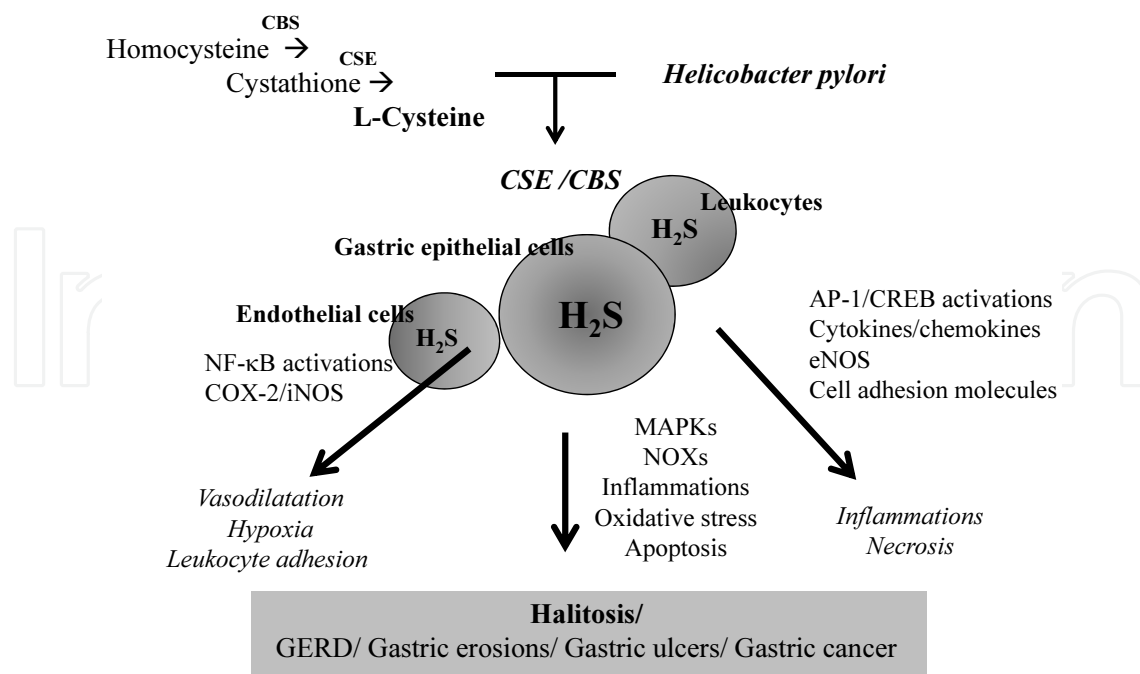 CBS
Homocysteine →
CSE
Cystathione →
L-Cysteine
Helicobacter pylori
CSE /CBS
Leukocytes
H₂S
Gastric epithelial cells
H₂S
Endothelial cells
H₂S
NF-κB activations
COX-2/iNOS
AP-1/CREB activations
Cytokines/chemokines
eNOS
Cell adhesion molecules
MAPKs
NOXs
Inflammations
Oxidative stress
Apoptosis
Vasodilatation
Hypoxia
Leukocyte adhesion
Inflammations
Necrosis
Halitosis/
GERD/ Gastric erosions/ Gastric ulcers/ Gastric cancer